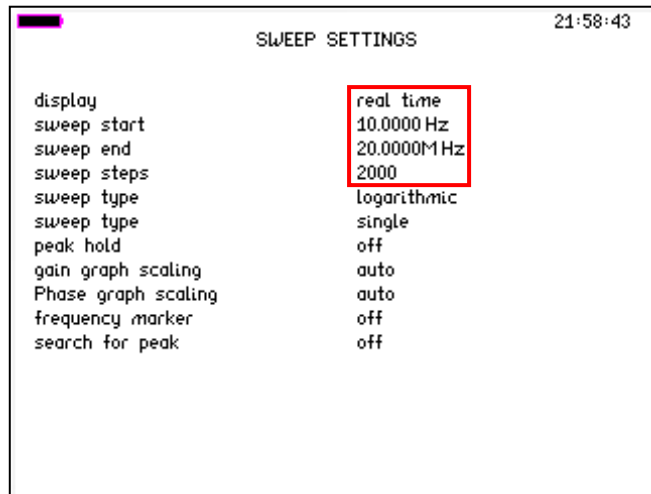 21:58:43
SWEEP SETTINGS
display real time
sweep start 10.0000 Hz
sweep end 20.0000M Hz
sweep steps 2000
sweep type logarithmic
sweep type single
peak hold off
gain graph scaling auto
Phase graph scaling auto
frequency marker off
search for peak off